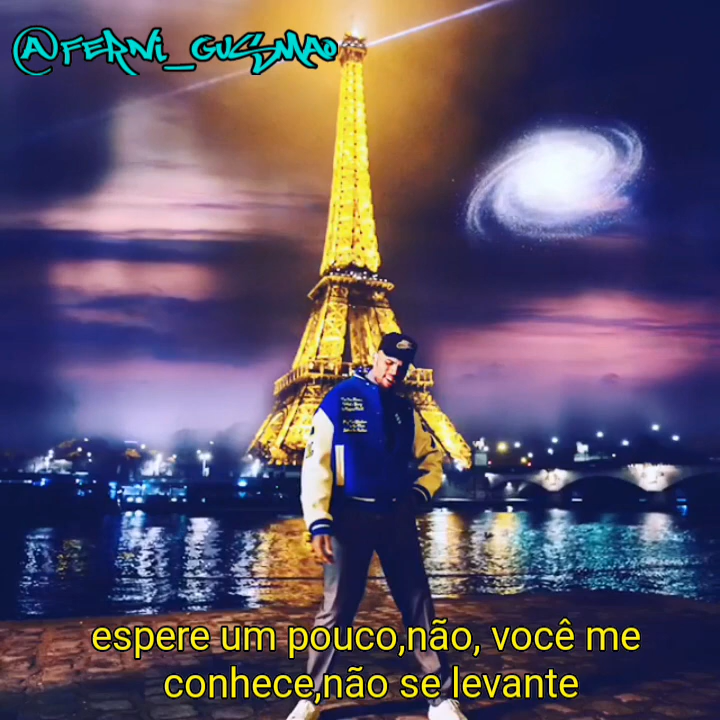 @FERNi_GUSMAO
espere um pouco,não, você me
conhece,não se levante